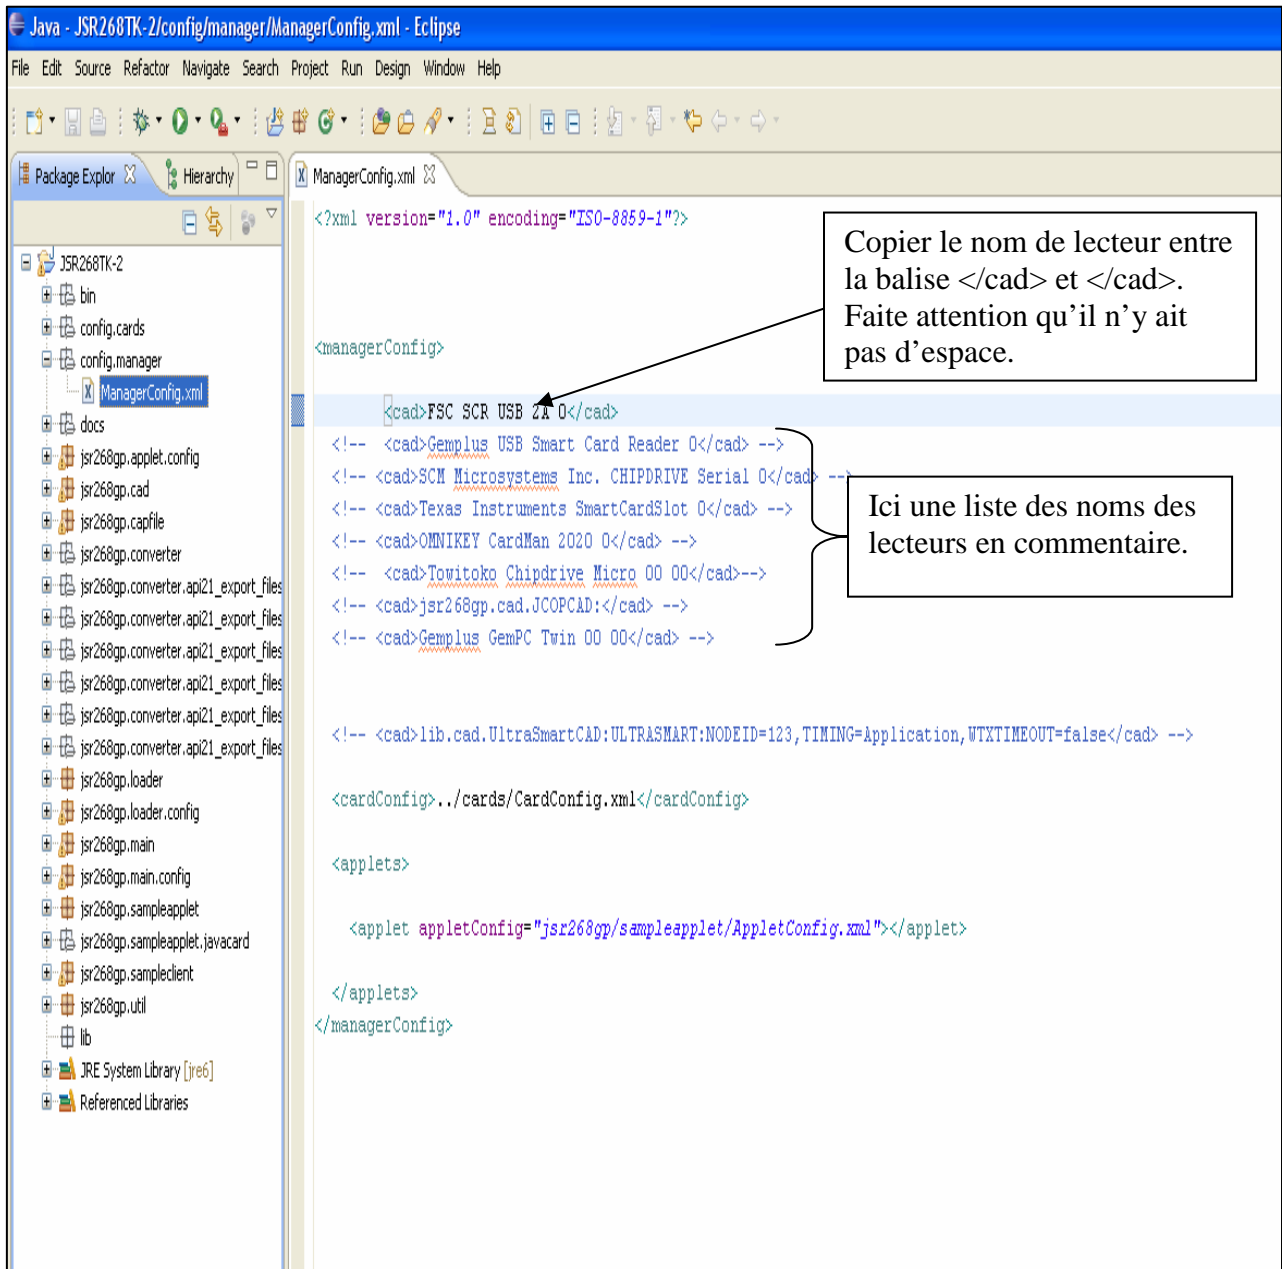 Java - JSR268TK-2/config/manager/ManagerConfig.xml - Eclipse
File Edit Source Refactor Navigate Search Project Run Design Window Help
Package Explor
Hierarchy
ManagerConfig.xml
JSR268TK-2
bin
config.cards
config.manager
ManagerConfig.xml
docs
jsr268gp.applet.config
jsr268gp.cad
jsr268gp.capfile
jsr268gp.converter
jsr268gp.converter.api21_export_files
jsr268gp.converter.api21_export_files
jsr268gp.converter.api21_export_files
jsr268gp.converter.api21_export_files
jsr268gp.converter.api21_export_files
jsr268gp.converter.api21_export_files
jsr268gp.loader
jsr268gp.loader.config
jsr268gp.main
jsr268gp.main.config
jsr268gp.sampleapplet
jsr268gp.sampleapplet.javacard
jsr268gp.sampleclient
jsr268gp.util
lib
JRE System Library [jre6]
Referenced Libraries
<?xml version="1.0" encoding="ISO-8859-1"?>
<managerConfig>
<cad>FSC SCR USB 2A 0</cad>
<!-- <cad>Gemplus USB Smart Card Reader 0</cad> -->
<!-- <cad>SCM Microsystems Inc. CHIPDRIVE Serial 0</cad> -->
<!-- <cad>Texas Instruments SmartCardSlot 0</cad> -->
<!-- <cad>OMNIKEY CardMan 2020 0</cad> -->
<!-- <cad>Towitoko Chipdrive Micro 00 00</cad>-->
<!-- <cad>jsr268gp.cad.JCOPCAD:</cad> -->
<!-- <cad>Gemplus GemPC Twin 00 00</cad> -->
<!-- <cad>lib.cad.UltraSmartCAD:ULTRASMART:NODEID=123,TIMING=Application,WTXTIMEOUT=false</cad> -->
<cardConfig>../cards/CardConfig.xml</cardConfig>
<applets>
<applet appletConfig="jsr268gp/sampleapplet/AppletConfig.xml"></applet>
</applets>
</managerConfig>
Copier le nom de lecteur entre
la balise </cad> et </cad>.
Faite attention qu’il n’y ait
pas d’espace.
Ici une liste des noms des
lecteurs en commentaire.